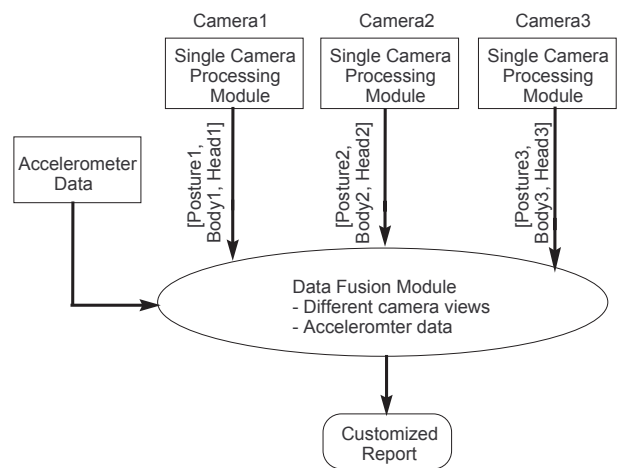 Camera1
Camera2
Camera3
Single Camera
Processing
Module
Single Camera
Processing
Module
Single Camera
Processing
Module
Accelerometer
Data
[Posture1,
Body1, Head1]
[Posture2,
Body2, Head2]
[Posture3,
Body3, Head3]
Data Fusion Module
- Different camera views
- Acceleromter data
Customized
Report